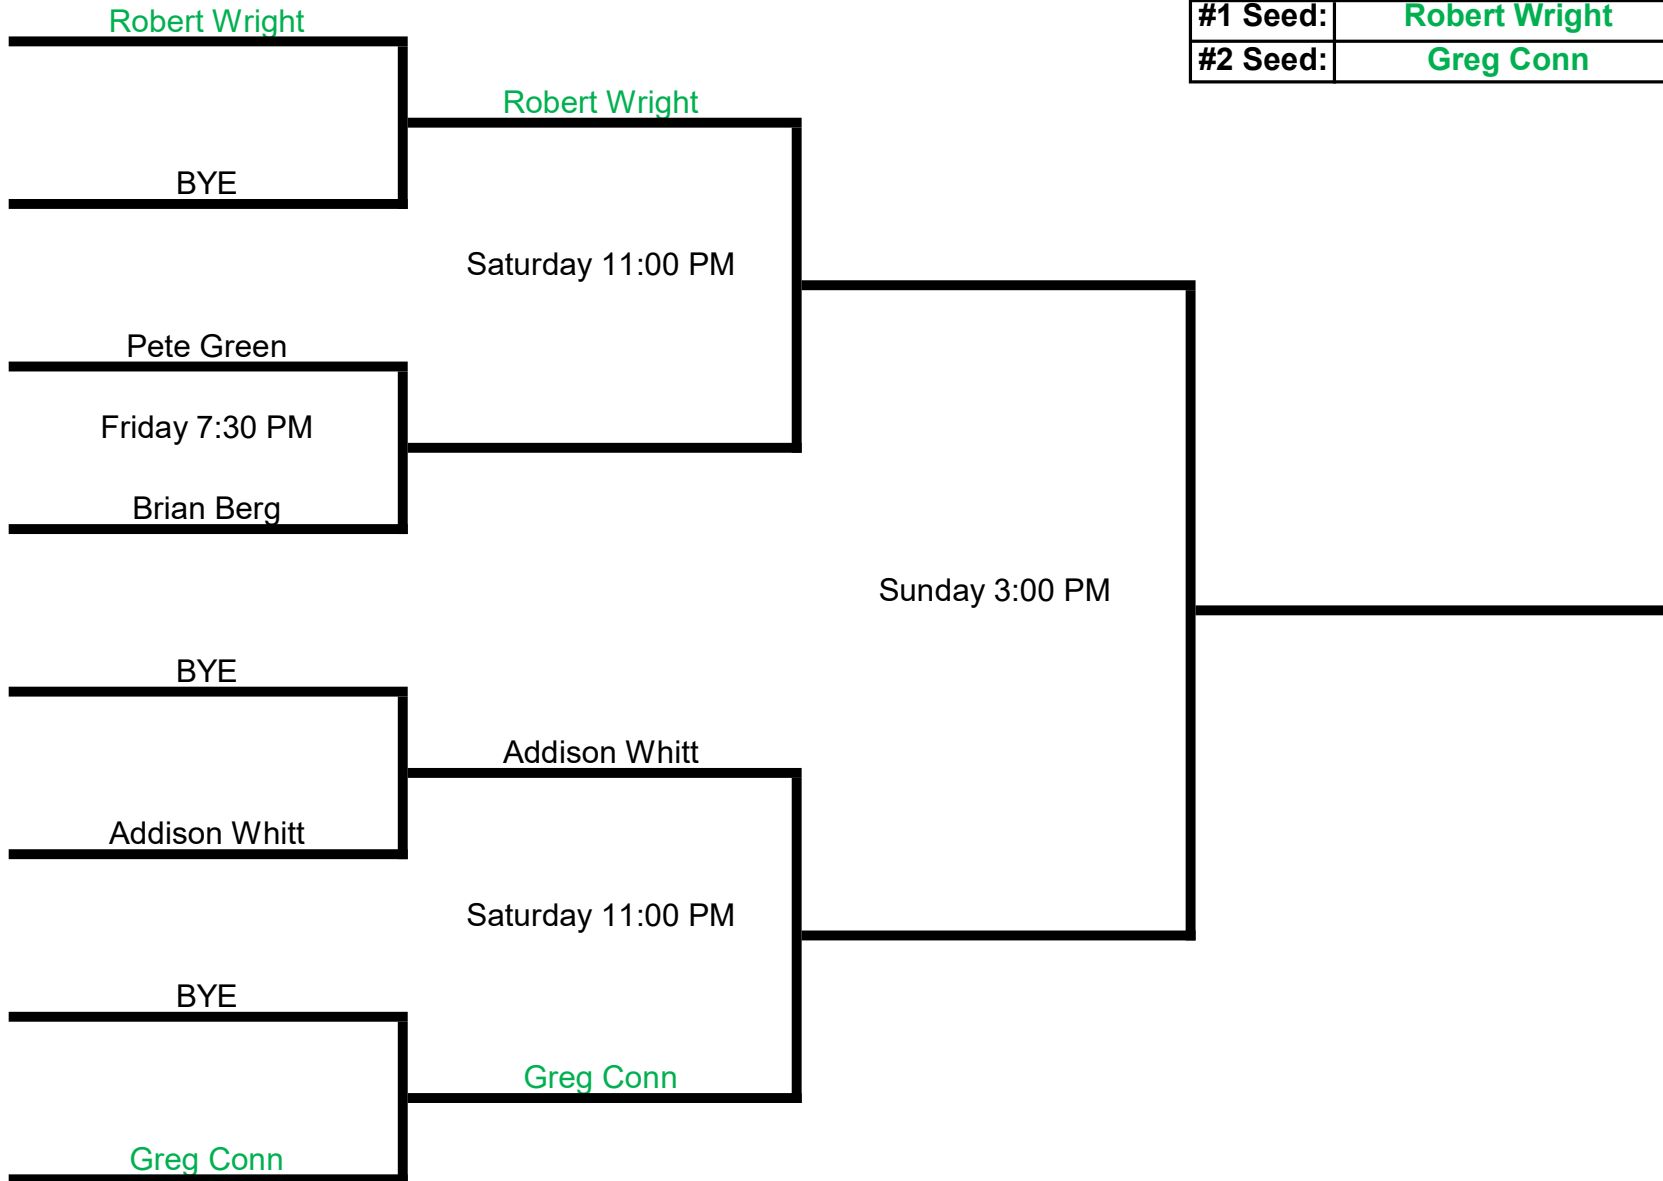 #1 Seed: Robert Wright
#2 Seed: Greg Conn
Robert Wright
Robert Wright
BYE
Saturday 11:00 PM
Pete Green
Friday 7:30 PM
Brian Berg
Sunday 3:00 PM
BYE
Addison Whitt
Addison Whitt
Saturday 11:00 PM
BYE
Greg Conn
Greg Conn